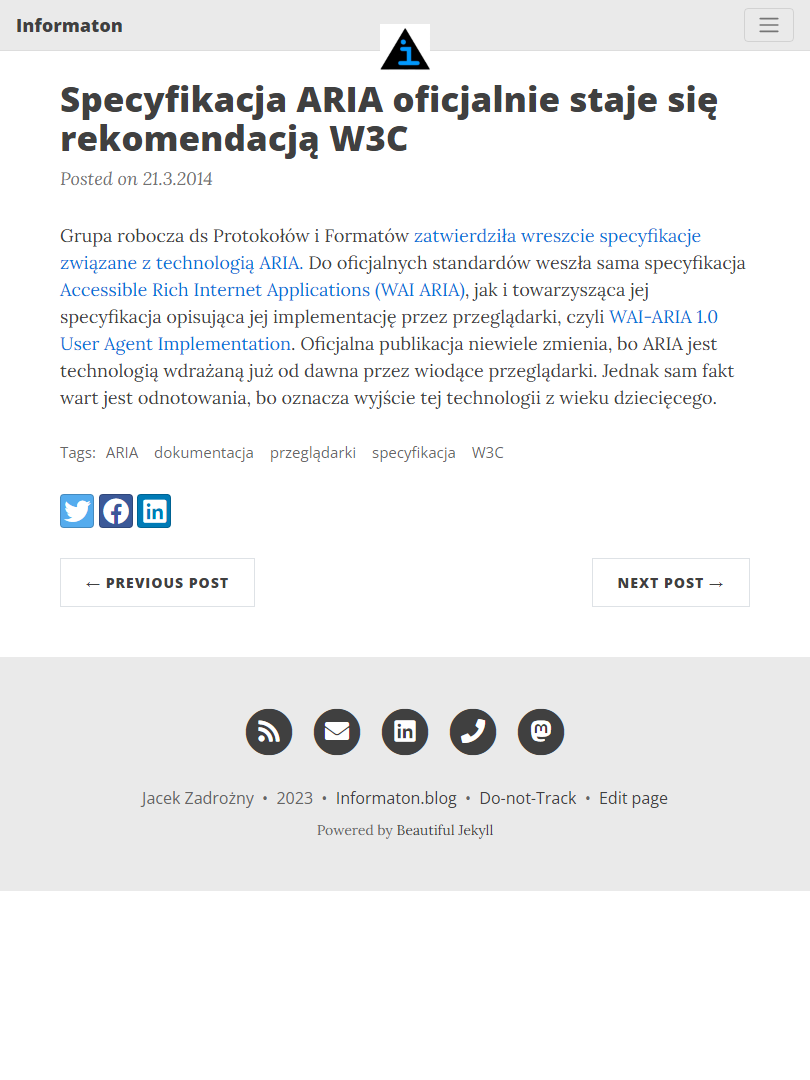 Informaton
Specyfikacja ARIA oficjalnie staje się
rekomendacją W3C
Posted on 21.3.2014
Grupa robocza ds Protokołów i Formatów zatwierdziła wreszcie specyfikacje
związane z technologią ARIA. Do oficjalnych standardów weszła sama specyfikacja
Accessible Rich Internet Applications (WAI ARIA), jak i towarzysząca jej
specyfikacja opisująca jej implementację przez przeglądarki, czyli WAI-ARIA 1.0
User Agent Implementation. Oficjalna publikacja niewiele zmienia, bo ARIA jest
technologią wdrażaną już od dawna przez wiodące przeglądarki. Jednak sam fakt
wart jest odnotowania, bo oznacza wyjście tej technologii z wieku dziecięcego.
Tags: ARIA dokumentacja przeglądarki specyfikacja W3C
← PREVIOUS POST
NEXT POST →
Jacek Zadrożny • 2023 • Informaton.blog • Do-not-Track • Edit page
Powered by Beautiful Jekyll